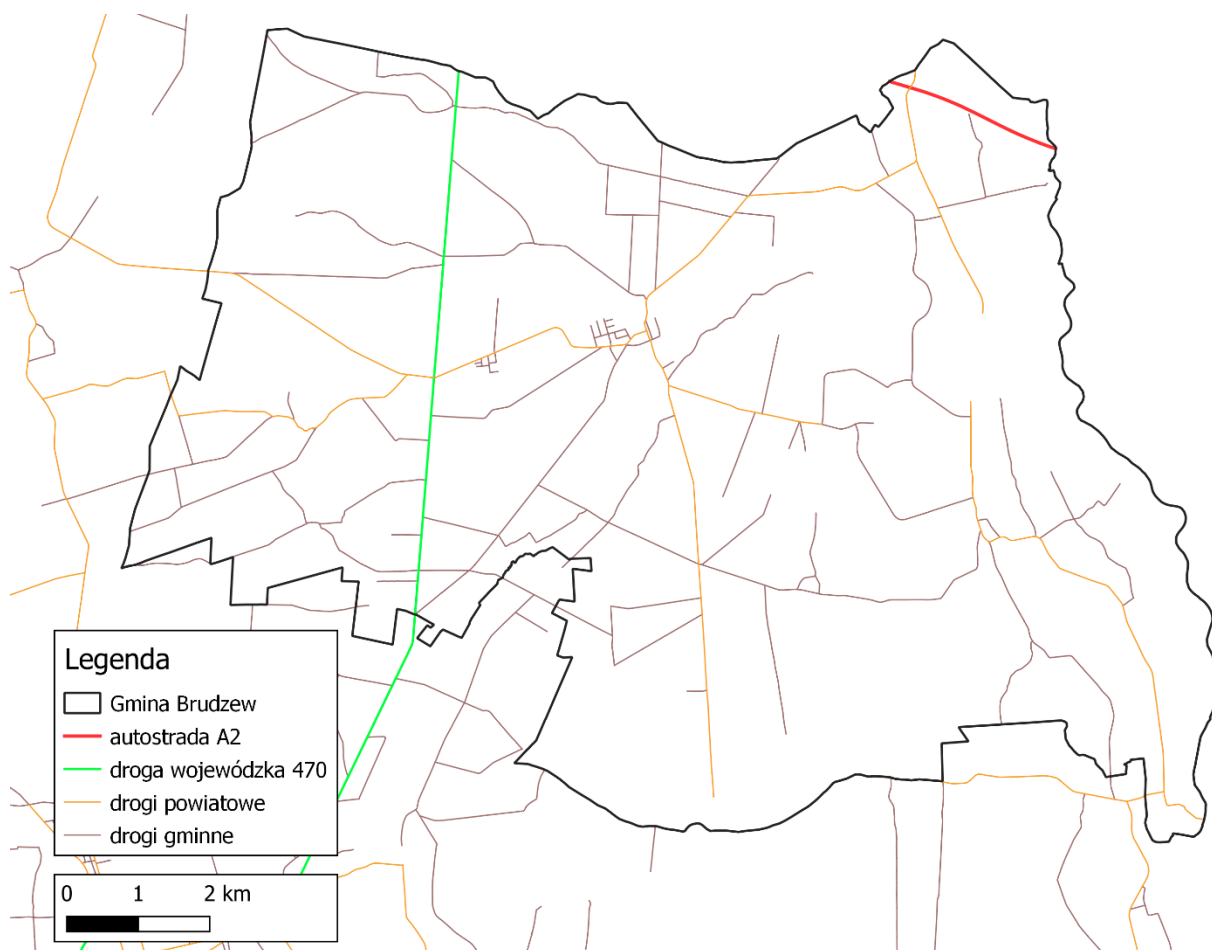 Legenda
Gmina Brudzew
autostrada A2
droga wojewódzka 470
drogi powiatowe
drogi gminne
0 1 2 km